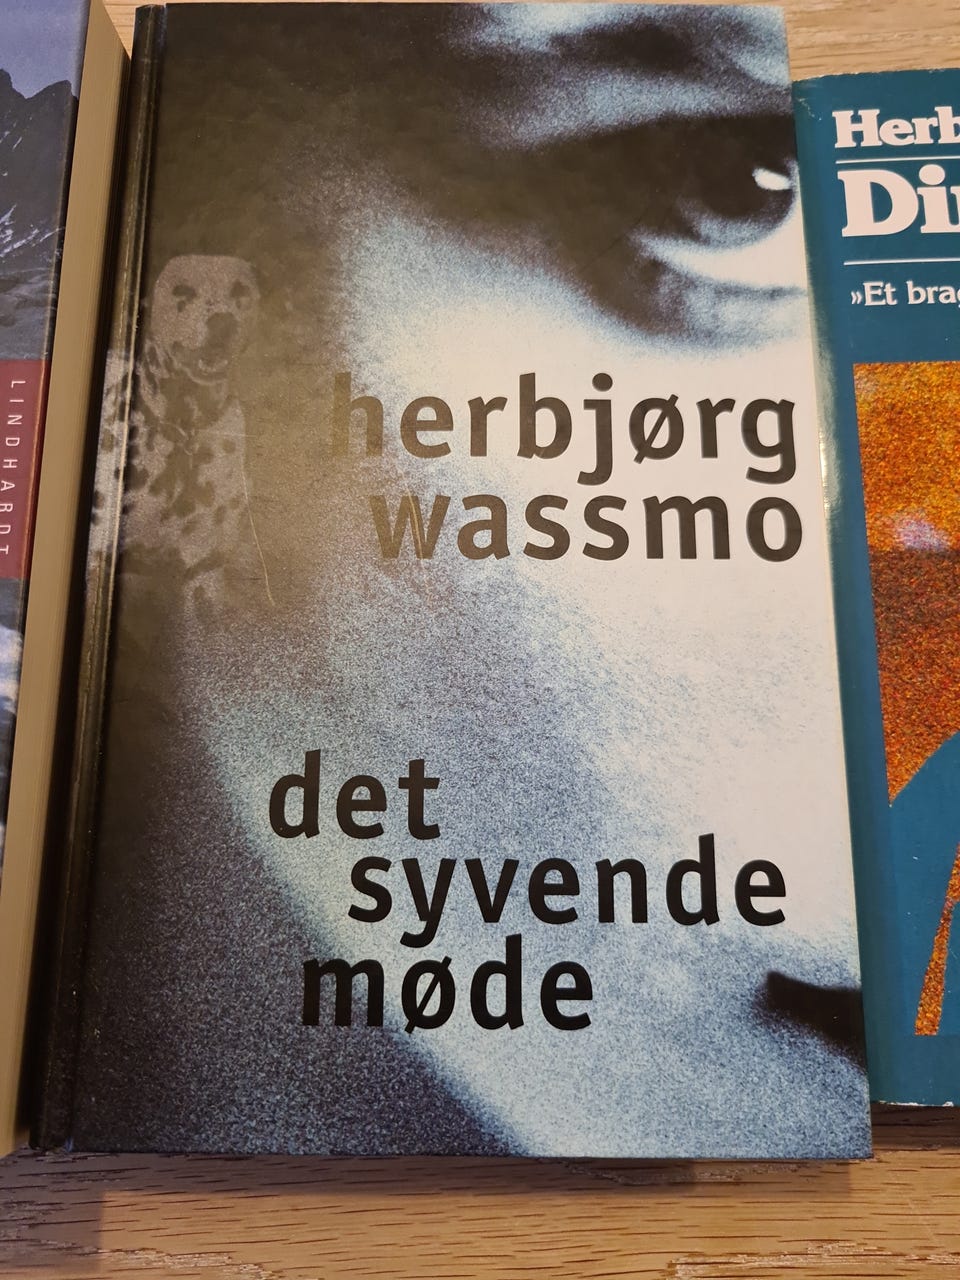 LINDHARDT
herbjørg
wassmo
det
syvende
møde
Herb
Di
»Et brag